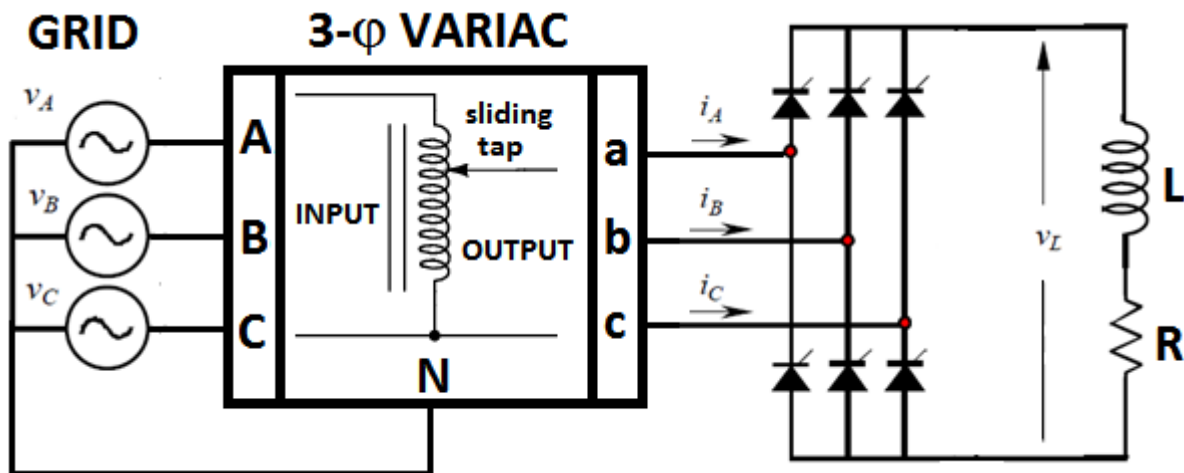 GRID
3-φ VARIAC
v_A
v_B
v_C
A
B
C
INPUT
sliding
tap
OUTPUT
N
a
b
c
i_A
i_B
i_C
v_L
L
R